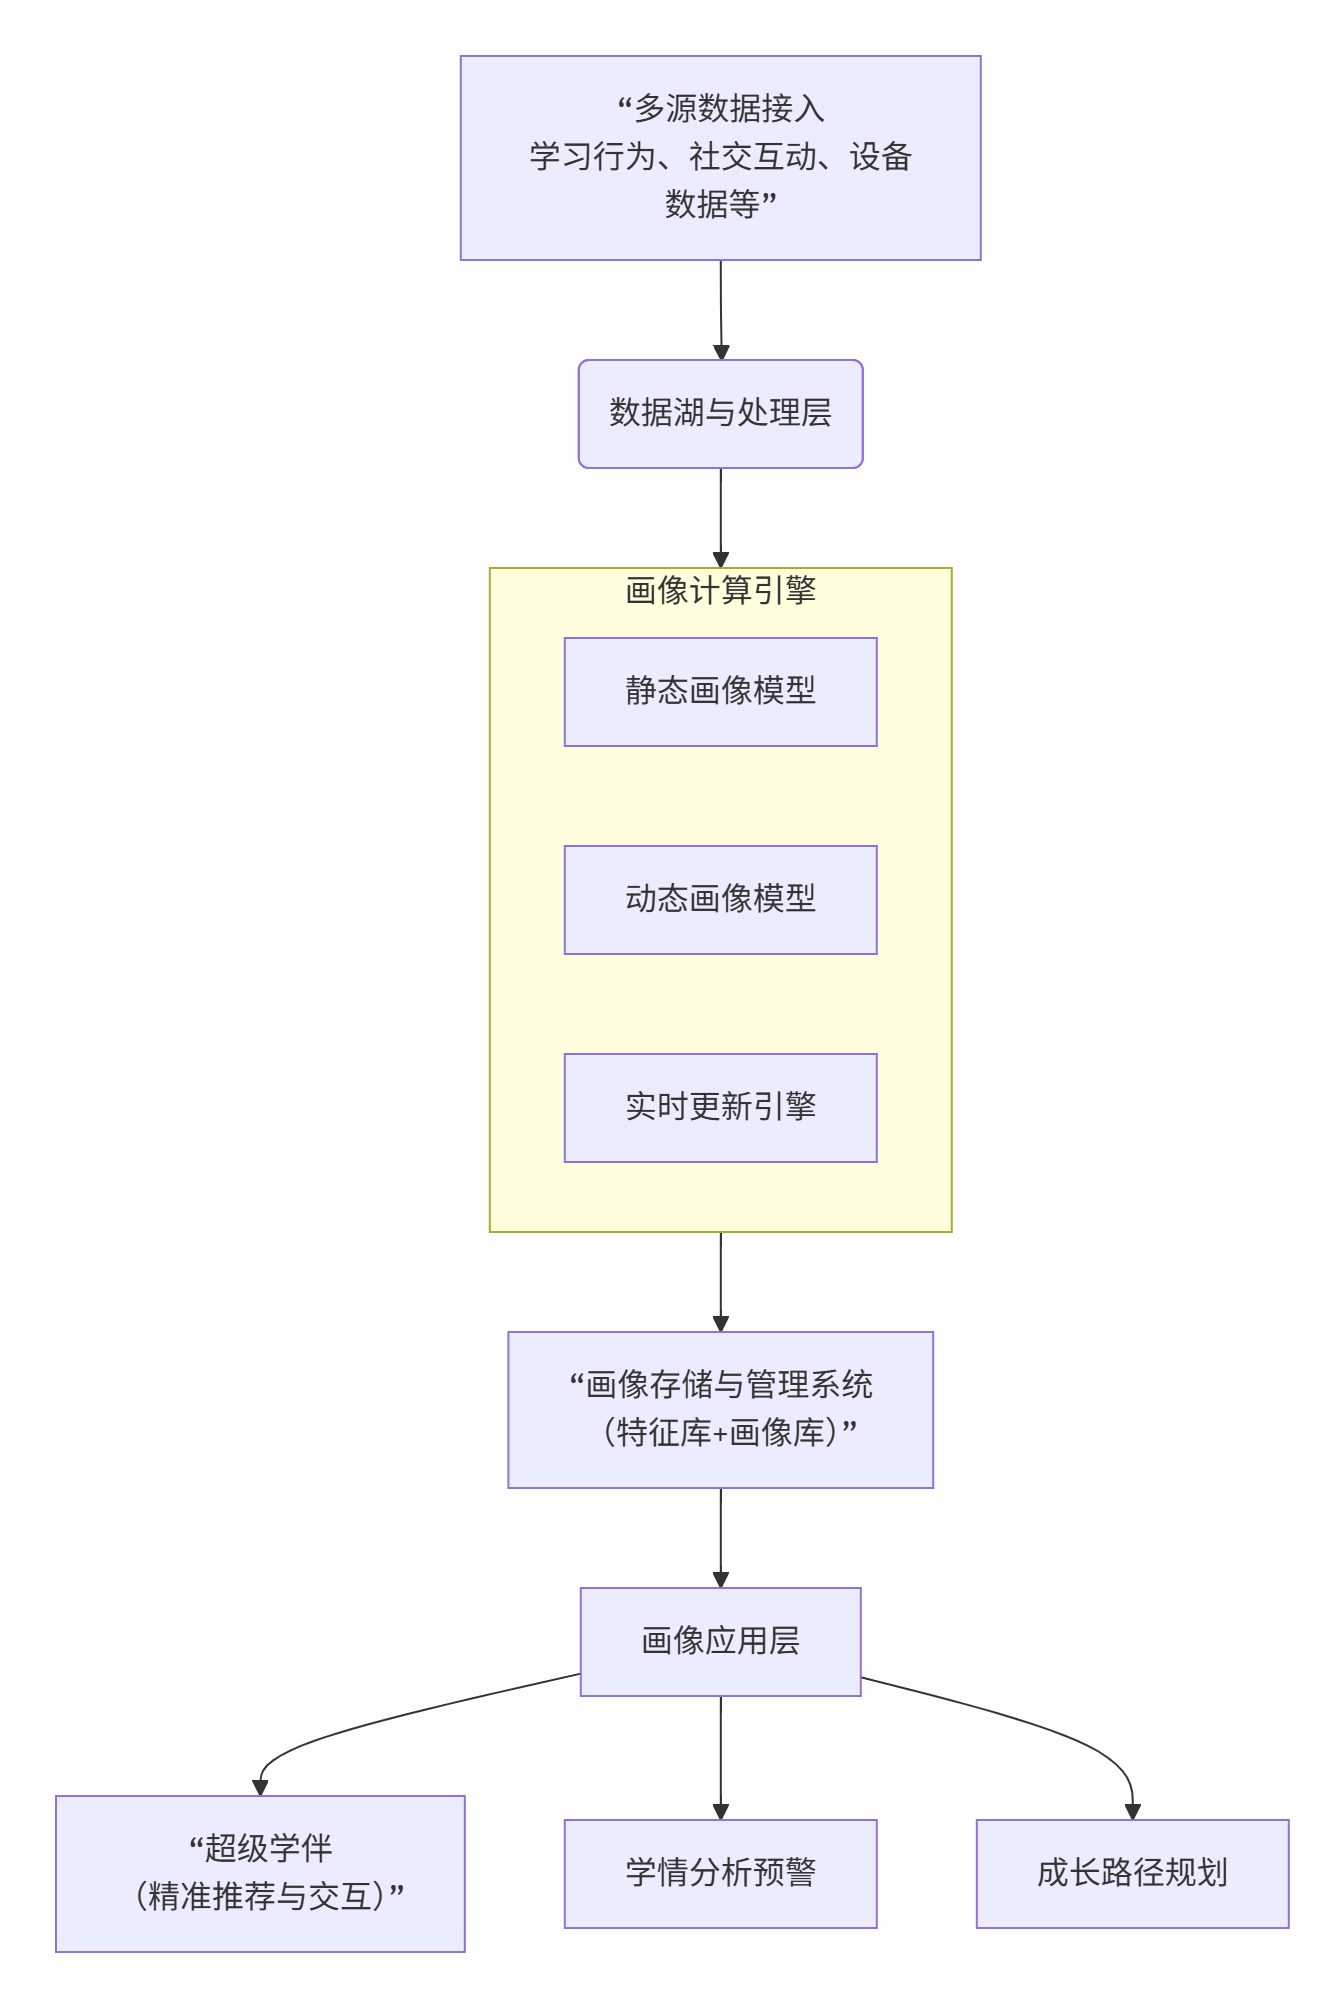 “多源数据接入
学习行为、社交互动、设备
数据等”
数据湖与处理层
画像计算引擎
静态画像模型
动态画像模型
实时更新引擎
“画像存储与管理系统
（特征库+画像库）”
画像应用层
“超级学伴
（精准推荐与交互）”
学情分析预警
成长路径规划